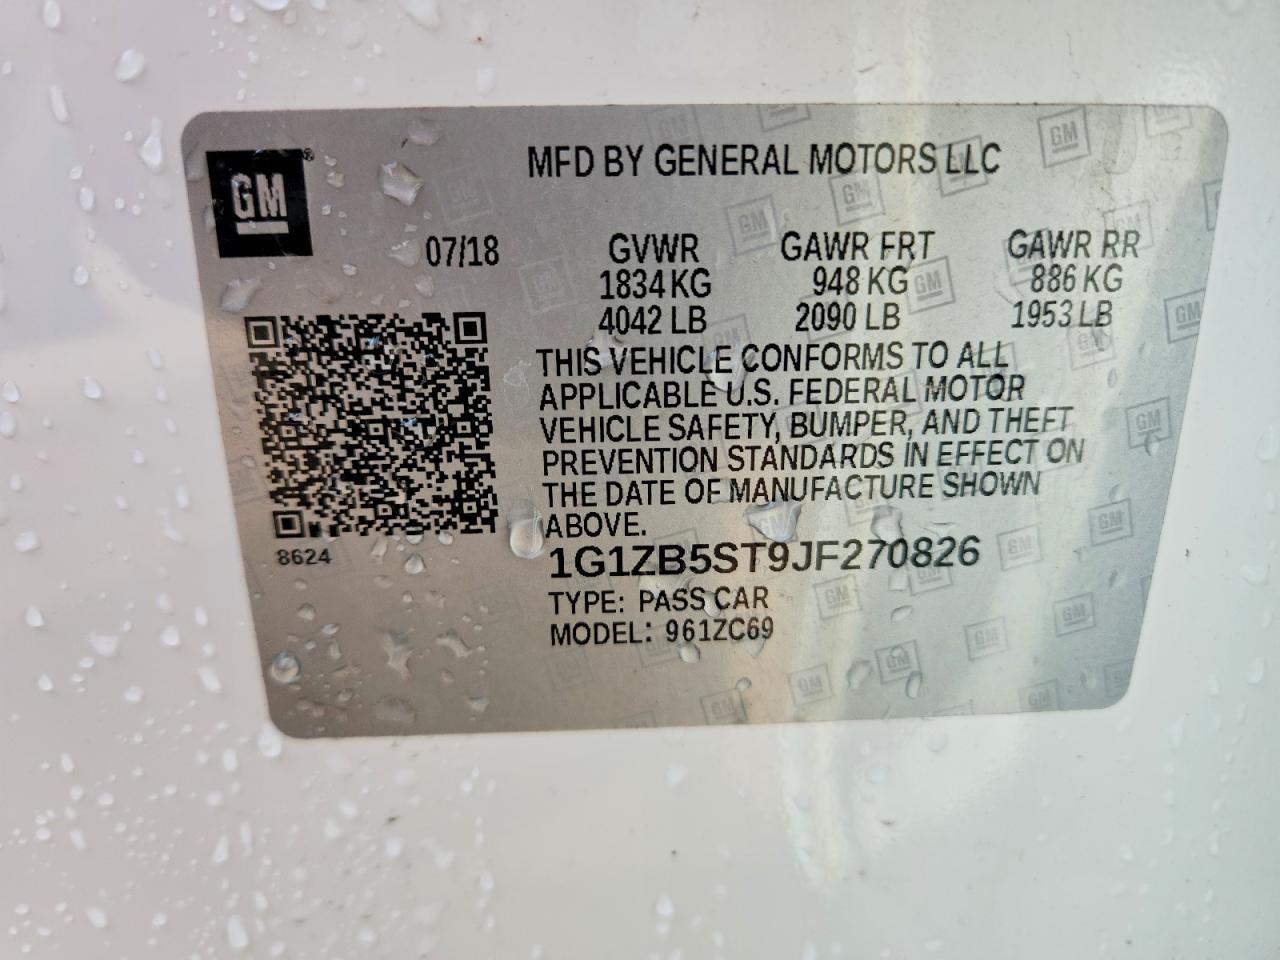 GM®
MFD BY GENERAL MOTORS LLC
07/18 GVWR GAWR FRT GAWR RR
1834 KG 948 KG 886 KG
4042 LB 2090 LB 1953 LB
THIS VEHICLE CONFORMS TO ALL
APPLICABLE U.S. FEDERAL MOTOR
VEHICLE SAFETY, BUMPER, AND THEFT
PREVENTION STANDARDS IN EFFECT ON
THE DATE OF MANUFACTURE SHOWN
ABOVE.
8624
1G1ZB5ST9JF270826
TYPE: PASS CAR
MODEL: 961ZC69